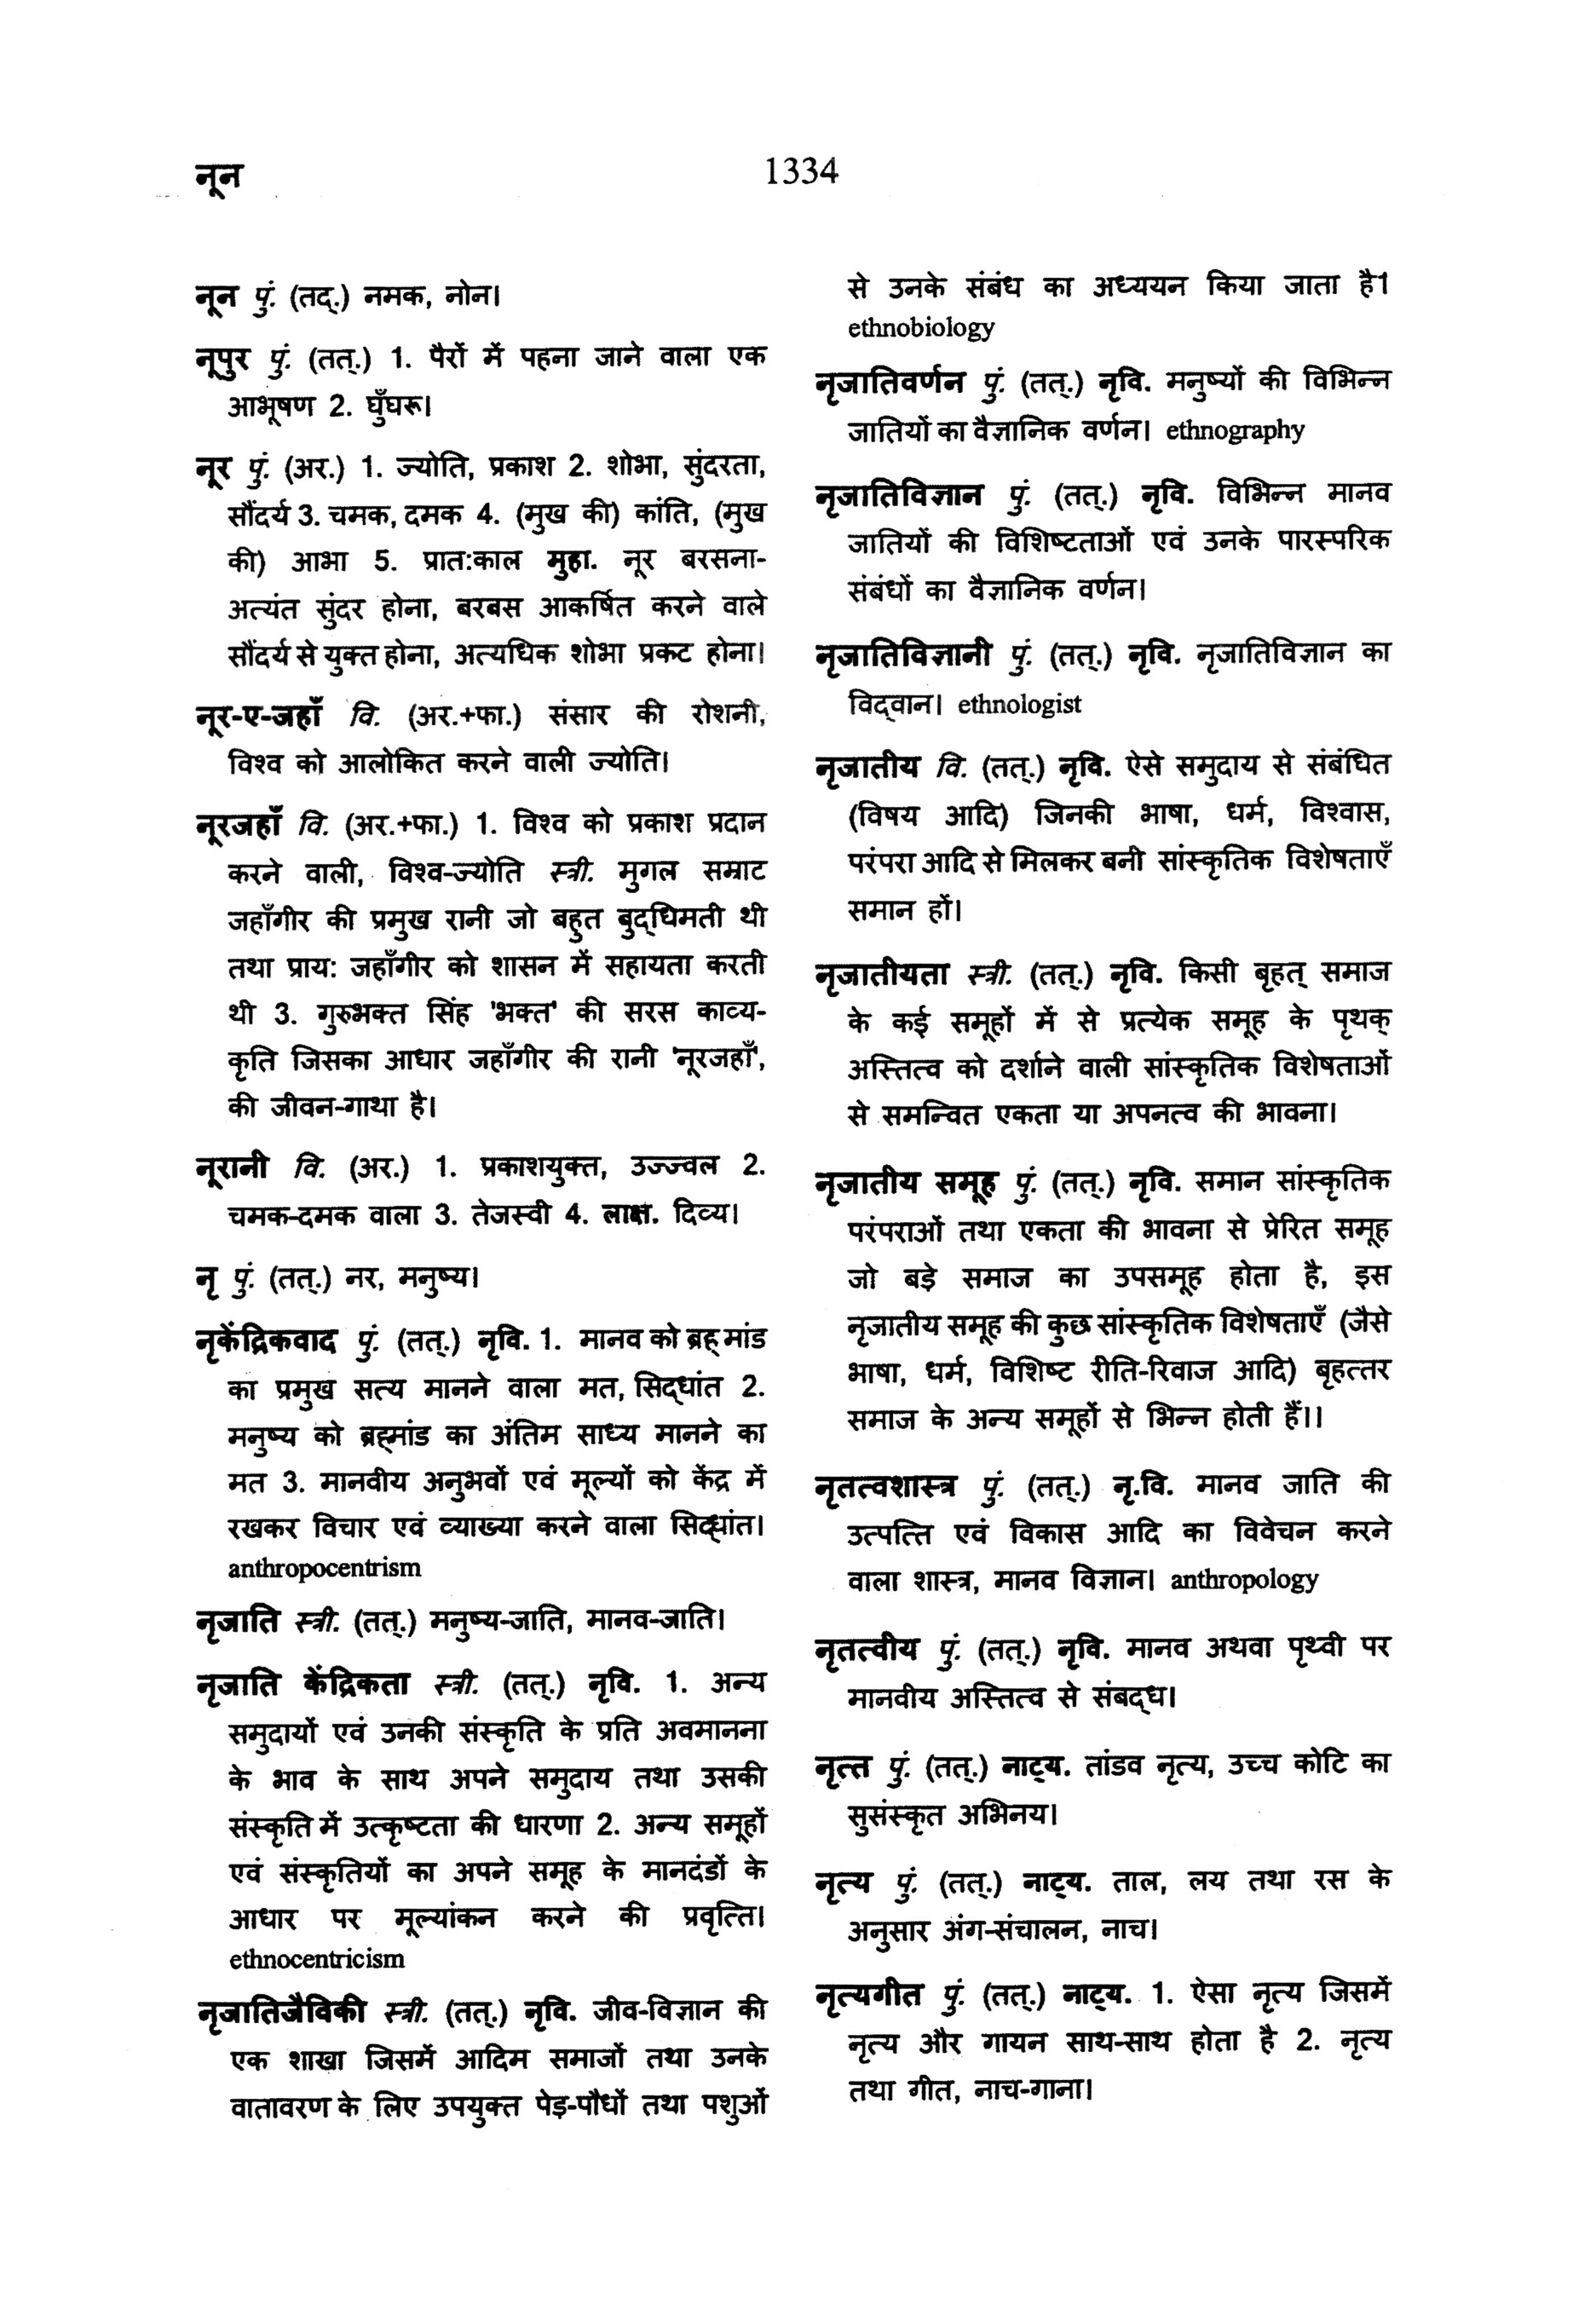 नून
1334
नून पुं. (तद्.) नमक, नोन।
नूपुर पुं. (तत्.) 1. पैरों में पहना जाने वाला एक
आभूषण 2. घुँघरू।
नूर पुं. (अर.) 1. ज्योति, प्रकाश 2. शोभा, सुंदरता,
सौंदर्य 3. चमक, दमक 4. (मुख की) कांति, (मुख
की) आभा 5. प्रात:काल मुहा. नूर बरसना-
अत्यंत सुंदर होना, बरबस आकर्षित करने वाले
सौंदर्य से युक्त होना, अत्यधिक शोभा प्रकट होना।
नूर-ए-जहाँ वि. (अर.+फा.) संसार की रोशनी,
विश्व को आलोकित करने वाली ज्योति।
नूरजहाँ वि. (अर.+फा.) 1. विश्व को प्रकाश प्रदान
करने वाली, विश्व-ज्योति स्त्री. मुगल सम्राट
जहाँगीर की प्रमुख रानी जो बहुत बुद्‌धिमती थी
तथा प्राय: जहाँगीर को शासन में सहायता करती
थी 3. गुरुभक्त सिंह 'भक्त' की सरस काव्य-
कृति जिसका आधार जहाँगीर की रानी 'नूरजहाँ',
की जीवन-गाथा है।
नूरानी वि. (अर.) 1. प्रकाशयुक्त, उज्ज्वल 2.
चमक-दमक वाला 3. तेजस्वी 4. लाक्ष. दिव्य।
नृ पुं. (तत्.) नर, मनुष्य।
नृकेंद्रिकवाद पुं. (तत्.) नृवि. 1. मानव को ब्रह्‌मांड
का प्रमुख सत्य मानने वाला मत, सिद्‌धांत 2.
मनुष्य को ब्रह्‌मांड का अंतिम साध्य मानने का
मत 3. मानवीय अनुभवों एवं मूल्यों को केंद्र में
रखकर विचार एवं व्याख्या करने वाला सिद्‌धांत।
anthropocentrism
नृजाति स्त्री. (तत्.) मनुष्य-जाति, मानव-जाति।
नृजाति केंद्रिकता स्त्री. (तत्.) नृवि. 1. अन्य
समुदायों एवं उनकी संस्कृति के प्रति अवमानना
के भाव के साथ अपने समुदाय तथा उसकी
संस्कृति में उत्कृष्टता की धारणा 2. अन्य समूहों
एवं संस्कृतियों का अपने समूह के मानदंडों के
आधार पर मूल्यांकन करने की प्रवृत्ति।
ethnocentricism
नृजातिजैविकी स्त्री. (तत्.) नृवि. जीव-विज्ञान की
एक शाखा जिसमें आदिम समाजों तथा उनके
वातावरण के लिए उपयुक्त पेड़-पौधों तथा पशुओं
से उनके संबंध का अध्ययन किया जाता है1
ethnobiology
नृजातिवर्णन पुं. (तत्.) नृवि. मनुष्यों की विभिन्न
जातियों का वैज्ञानिक वर्णन। ethnography
नृजातिविज्ञान पुं. (तत्.) नृवि. विभिन्न मानव
जातियों की विशिष्टताओं एवं उनके पारस्परिक
संबंधों का वैज्ञानिक वर्णन।
नृजातिविज्ञानी पुं. (तत्.) नृवि. नृजातिविज्ञान का
विद्‌वान। ethnologist
नृजातीय वि. (तत्.) नृवि. ऐसे समुदाय से संबंधित
(विषय आदि) जिनकी भाषा, धर्म, विश्वास,
परंपरा आदि से मिलकर बनी सांस्कृतिक विशेषताएँ
समान हों।
नृजातीयता स्त्री. (तत्.) नृवि. किसी बृहत् समाज
के कई समूहों में से प्रत्येक समूह के पृथक्
अस्तित्व को दर्शाने वाली सांस्कृतिक विशेषताओं
से समन्वित एकता या अपनत्व की भावना।
नृजातीय समूह पुं. (तत्.) नृवि. समान सांस्कृतिक
परंपराओं तथा एकता की भावना से प्रेरित समूह
जो बड़े समाज का उपसमूह होता है, इस
नृजातीय समूह की कुछ सांस्कृतिक विशेषताएँ (जैसे
भाषा, धर्म, विशिष्ट रीति-रिवाज आदि) बृहत्तर
समाज के अन्य समूहों से भिन्न होती हैं।।
नृतत्वशास्त्र पुं. (तत्.) नृ.वि. मानव जाति की
उत्पत्ति एवं विकास आदि का विवेचन करने
वाला शास्त्र, मानव विज्ञान। anthropology
नृतत्वीय पुं. (तत्.) नृवि. मानव अथवा पृथ्वी पर
मानवीय अस्तित्व से संबद्‌ध।
नृत्त पुं. (तत्.) नाट्‌य. तांडव नृत्य, उच्च कोटि का
सुसंस्कृत अभिनय।
नृत्य पुं. (तत्.) नाट्‌य. ताल, लय तथा रस के
अनुसार अंग-संचालन, नाच।
नृत्यगीत पुं. (तत्.) नाट्‌य. 1. ऐसा नृत्य जिसमें
नृत्य और गायन साथ-साथ होता है 2. नृत्य
तथा गीत, नाच-गाना।